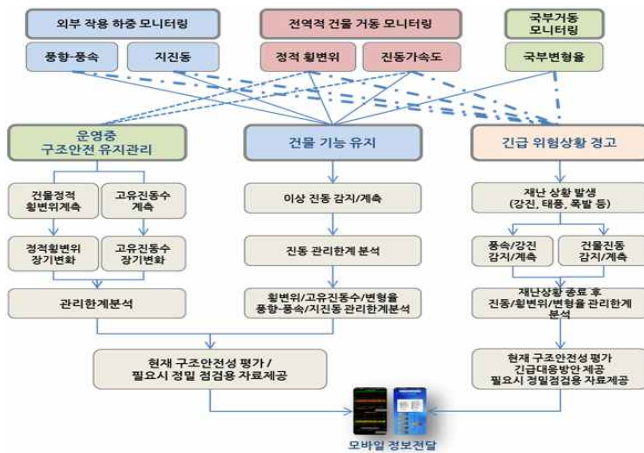 외부 작용 하중 모니터링
전역적 건물 거동 모니터링
국부거동
모니터링
풍향-풍속
지진동
정적 횡변위
진동가속도
국부변형율
운영중
구조안전 유지관리
건물 기능 유지
긴급 위험상황 경고
건물정적
횡변위계측
고유진동수
계측
이상 진동 감지/계측
재난 상황 발생
(강진, 태풍, 폭발 등)
정적횡변위
장기변화
고유진동수
장기변화
진동 관리한계 분석
풍속/강진
감지/계측
건물진동
감지/계측
관리한계분석
횡변위/고유진동수/변형율
풍향-풍속/지진동 관리한계분석
재난상황 종료 후
진동/횡변위/변형율 관리한계
분석
현재 구조안전성 평가 /
필요시 정밀 점검용 자료제공
현재 구조안전성 평가
긴급대응방안 제공
필요시 정밀점검용 자료제공
모바일 정보전달